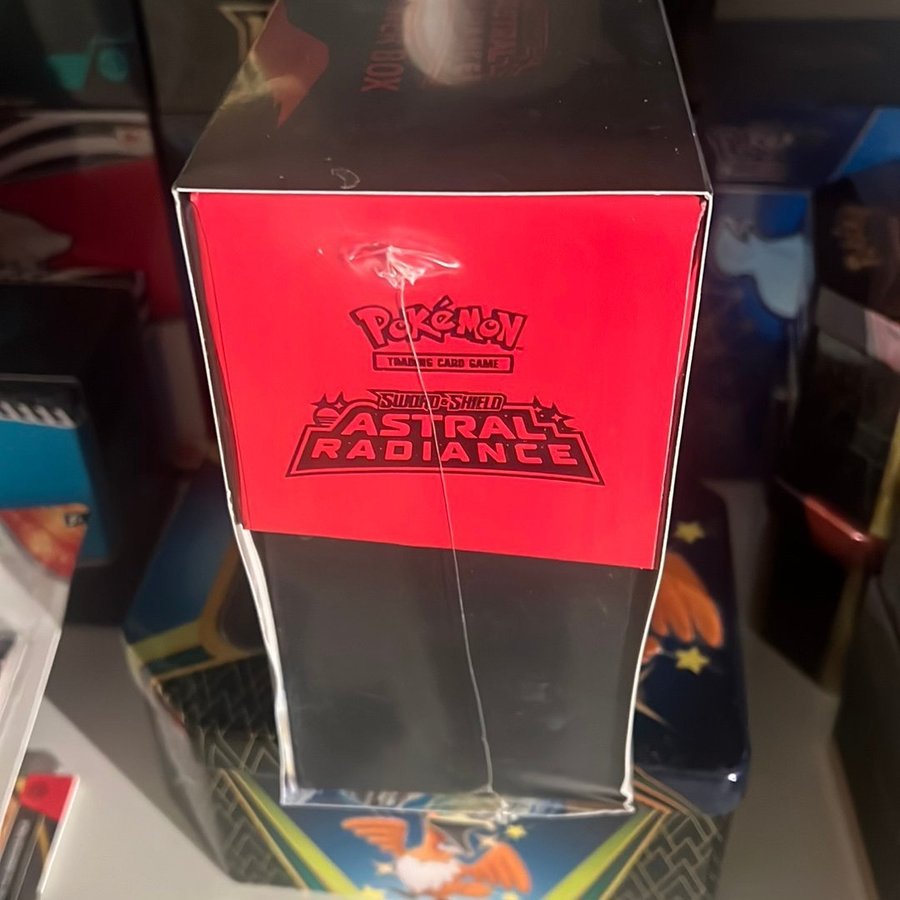 Pokémon
TRADING CARD GAME
SWORD & SHIELD
ASTRAL
RADIANCE